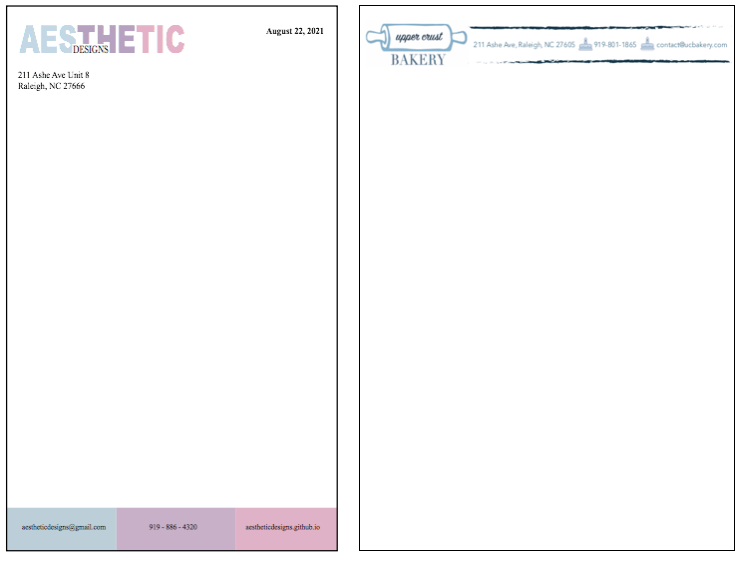 AESTHETIC
DESIGNS
August 22, 2021
211 Ashe Ave Unit 8
Raleigh, NC 27666
aestheticdesigns@gmail.com
919 - 886 - 4320
aestheticdesigns.github.io
upper crust
BAKERY
211 Ashe Ave, Raleigh, NC 27605 919-801-1865 contact@ucbakery.com